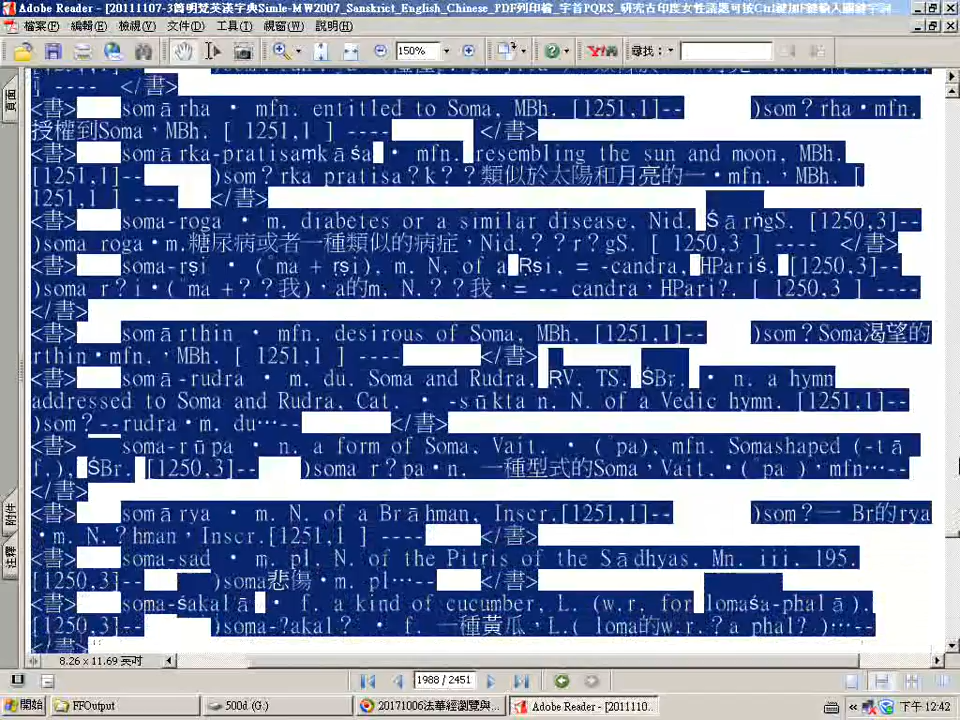 Adobe Reader - [20111107-3簡明梵英漢字典Simle-MW2007_Sanskrict_English_Chinese_PDF列印檔_字首PQRS_研究古印度女性議題可按Ctrl鍵加F鍵輸入關鍵字
檔案(F) 編輯(E) 檢視(V) 文件(D) 工具(T) 視窗(W) 說明(H)
150% 尋找：
] ---- </書>
<書> somārha • mfn. entitled to Soma, MBh. [1251,1]-- )som？rha•mfn.
授權到Soma，MBh. [ 1251,1 ] ---- </書>
<書> somārka-pratisaṃkāśa • mfn. resembling the sun and moon, MBh.
[1251,1]-- )som？rka pratisa？k？？類似於太陽和月亮的一•mfn.，MBh. [
1251,1 ] ---- </書>
<書> soma-roga • m. diabetes or a similar disease, Nid. ŚārṅgS. [1250,3]--
)soma roga•m.糖尿病或者一種類似的病症，Nid.？？r？gS. [ 1250,3 ] ---- </書>
<書> soma-rṣi • (°ma + ṛṣi), m. N. of a Ṛṣi, = -candra, HPariś. [1250,3]--
)soma r？i•(°ma +？？我), a的m. N.？？我，= -- candra, HPari?. [ 1250,3 ] ----
</書>
<書> somārthin • mfn. desirous of Soma, MBh. [1251,1]-- )som？Soma渴望的
rthin•mfn.，MBh. [ 1251,1 ] ---- </書>
<書> somā-rudra • m. du. Soma and Rudra, ṚV. TS. ŚBr. • n. a hymn
addressed to Soma and Rudra, Cat. • -sūkta n. N. of a Vedic hymn. [1251,1]--
)som？--rudra•m. du…-- </書>
<書> soma-rūpa • n. a form of Soma, Vait. • (°pa), mfn. Somashaped (-tā
f.), ŚBr. [1250,3]-- )soma r？pa•n. 一種型式的Soma，Vait.•(°pa )，mfn…--
</書>
<書> somārya • m. N. of a Brāhman, Inscr.[1251,1]-- )som？一 Br的rya
•m. N.？hman，Inscr.[1251,1 ] ---- </書>
<書> soma-sad • m. pl. N. of the Pitris of the Sādhyas, Mn. iii. 195.
[1250,3]-- )soma悲傷•m. pl…-- </書>
<書> soma-śakalā • f. a kind of cucumber, L. (w.r. for lomaśa-phalā).
[1250,3]-- )soma-?akal? • f. 一種黃瓜，L.( loma的w.r.？a phal? )…--
</書>
頁面
附件
注釋
8.26 x 11.69 英吋
1988 / 2451
開始 FFOutput 500d (G:) 20171006法華經瀏覽與... Adobe Reader - [201110... 下午 12:42